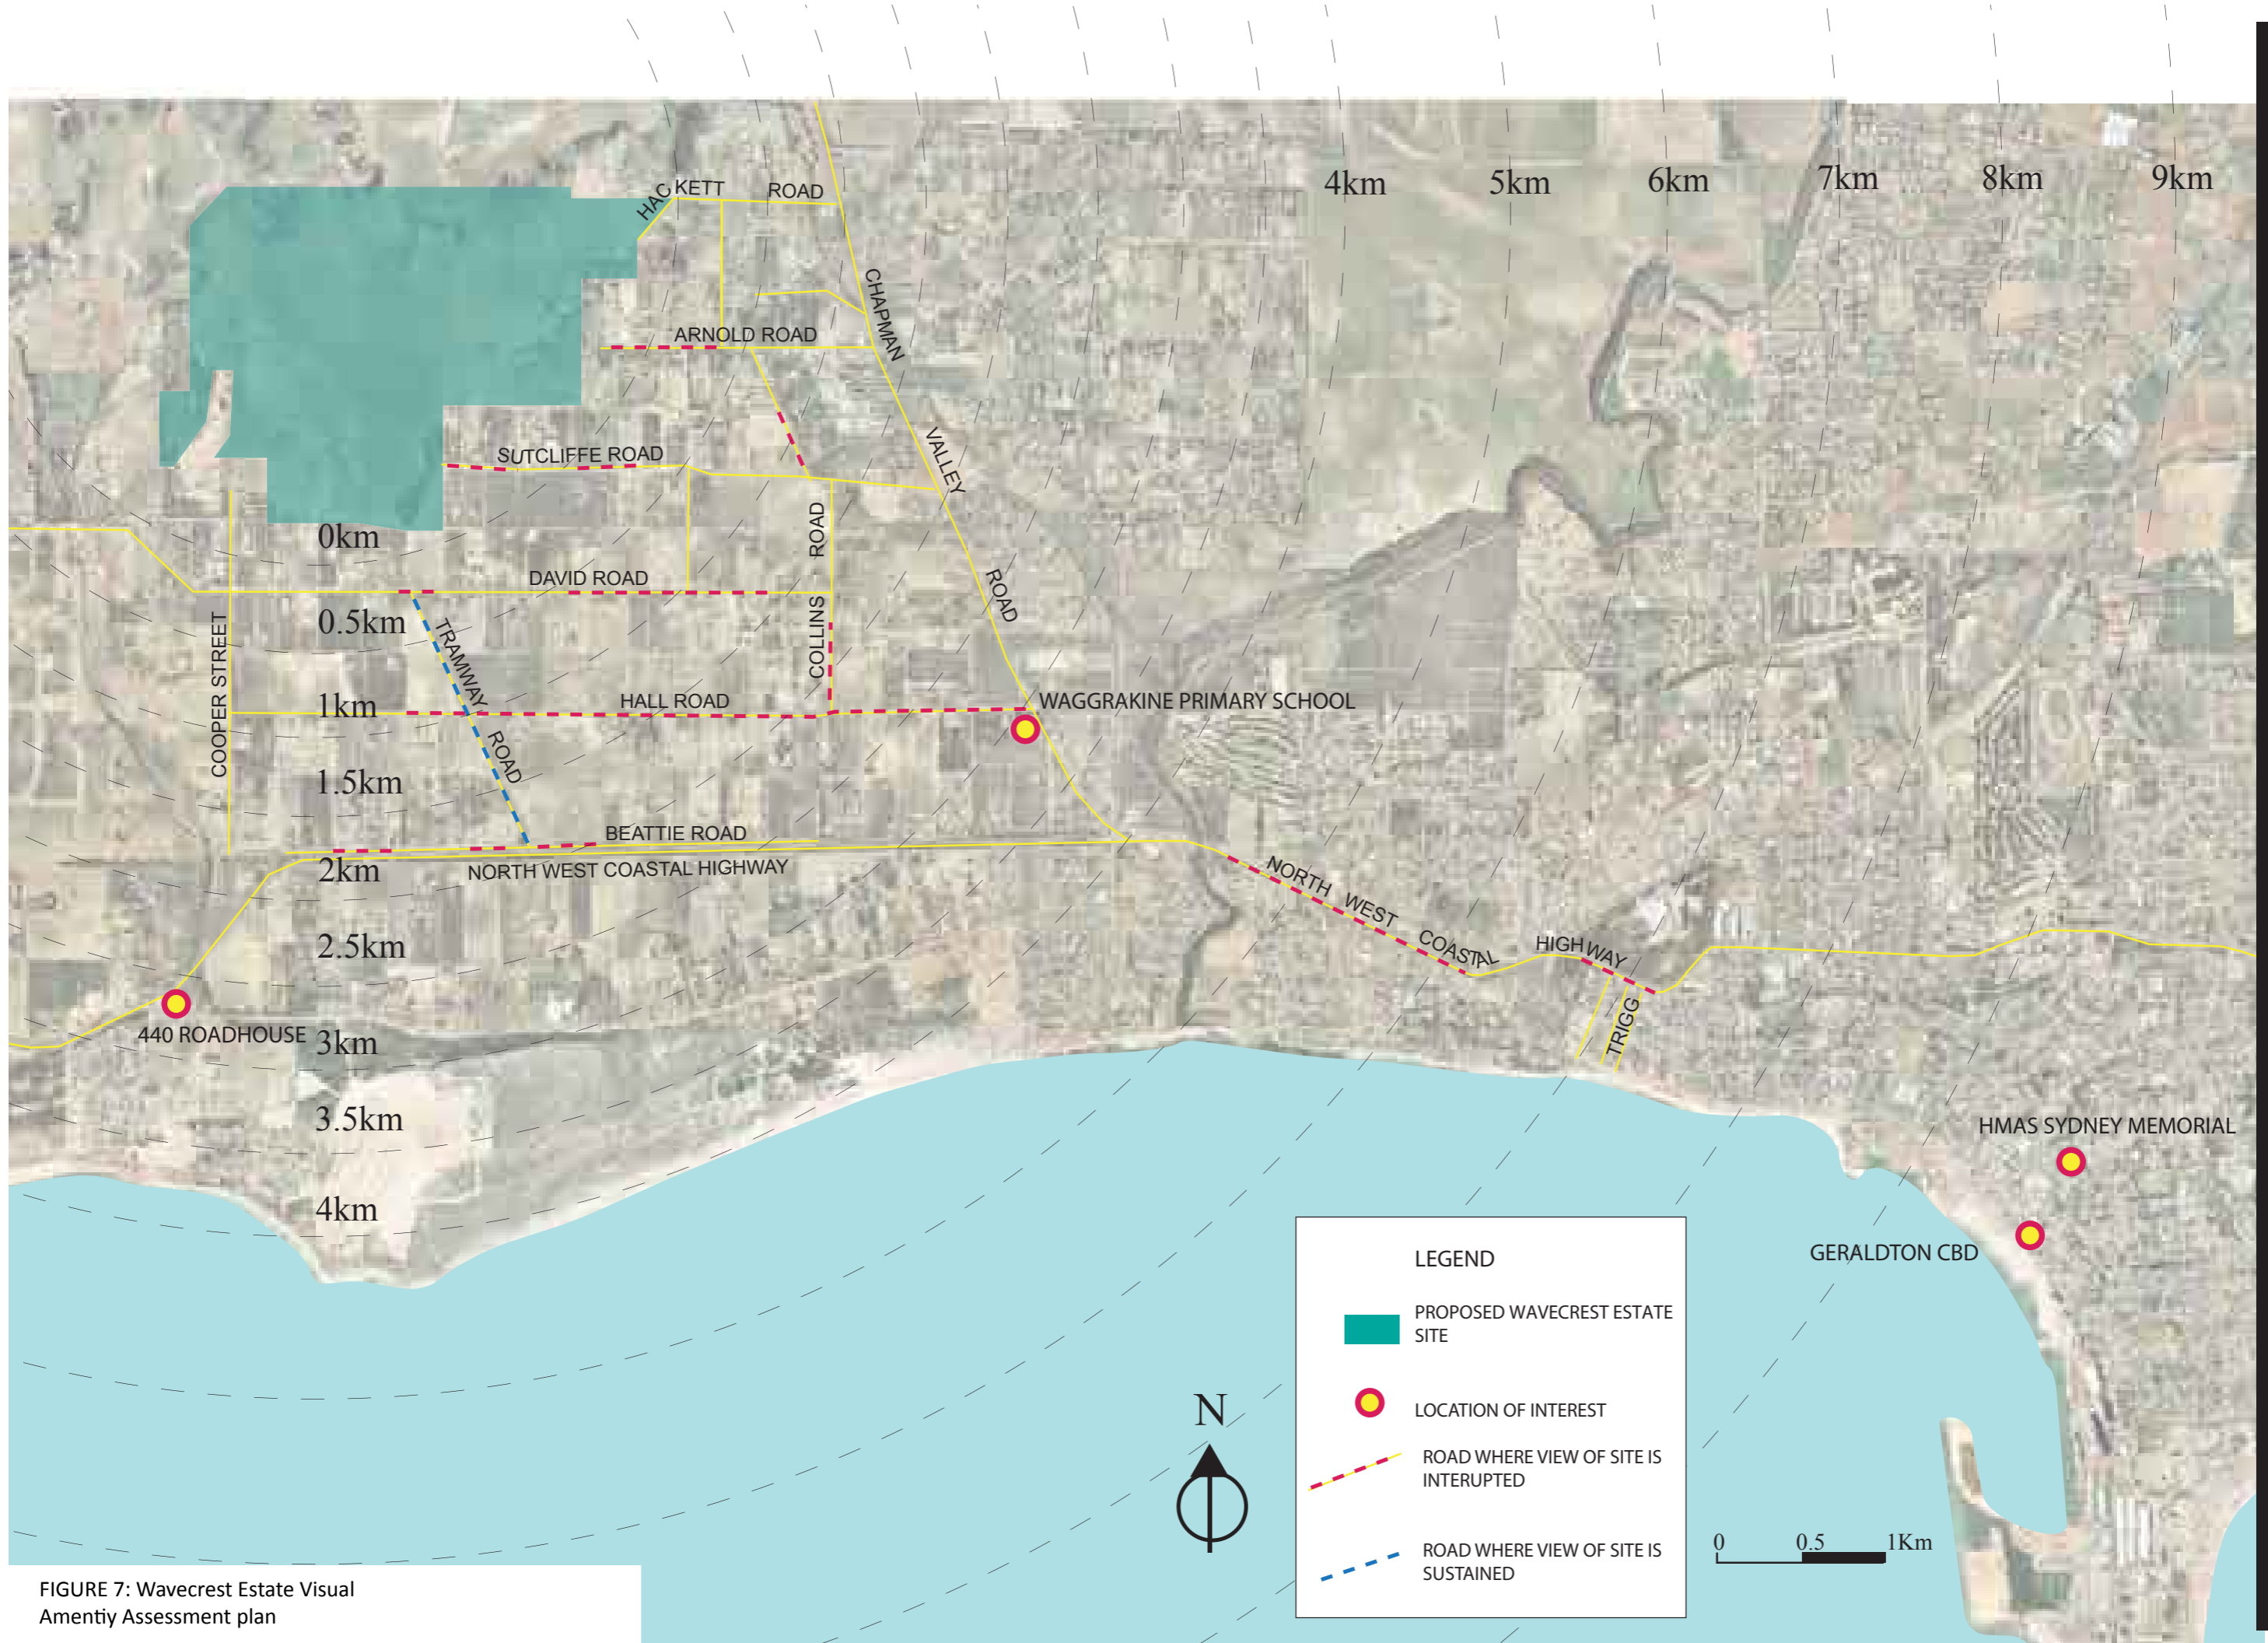 4km
5km
6km
7km
8km
9km
HACKETT ROAD
CHAPMAN VALLEY ROAD
ARNOLD ROAD
SUTCLIFFE ROAD
COLLINS ROAD
0km
DAVID ROAD
0.5km
COOPER STREET
TRAMWAY ROAD
HALL ROAD
WAGGRAKINE PRIMARY SCHOOL
1km
1.5km
BEATTIE ROAD
2km
NORTH WEST COASTAL HIGHWAY
NORTH WEST COASTAL HIGHWAY
2.5km
TRIGG
440 ROADHOUSE
3km
3.5km
HMAS SYDNEY MEMORIAL
4km
GERALDTON CBD
LEGEND
PROPOSED WAVECREST ESTATE
SITE
LOCATION OF INTEREST
ROAD WHERE VIEW OF SITE IS
INTERUPTED
ROAD WHERE VIEW OF SITE IS
SUSTAINED
N
0 0.5 1Km
FIGURE 7: Wavecrest Estate Visual
Amentiy Assessment plan